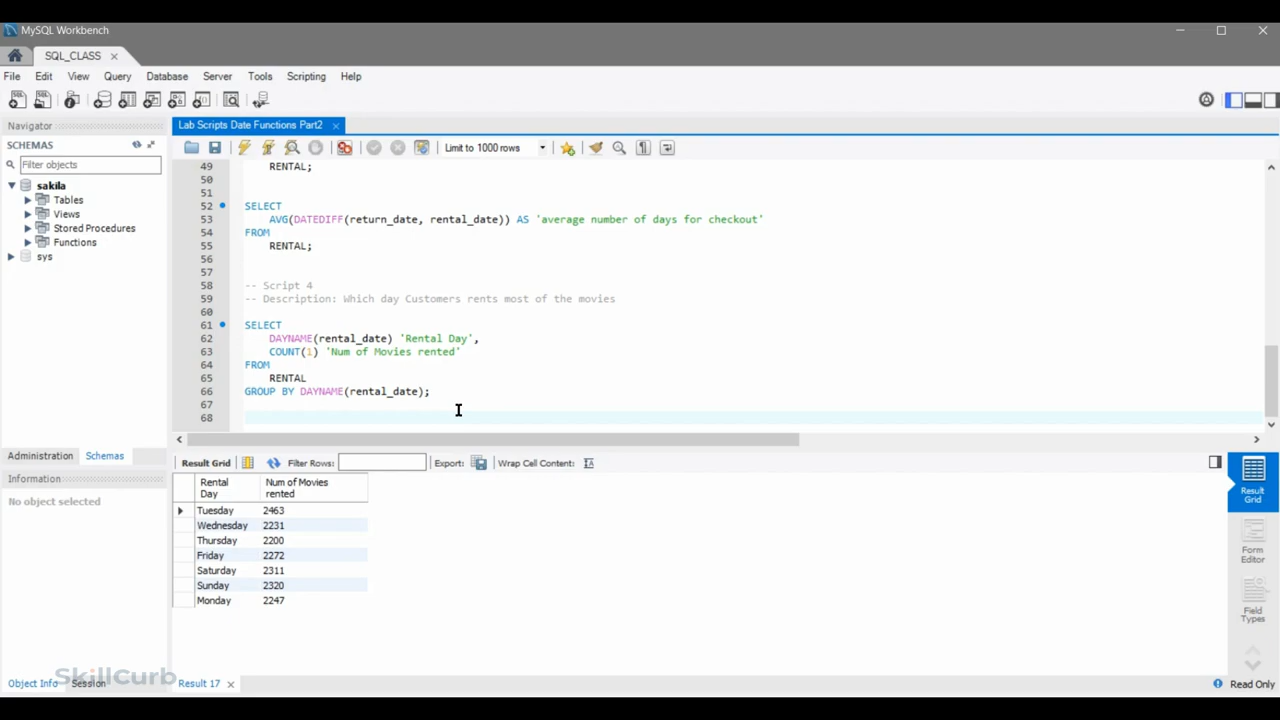 MySQL Workbench
SQL_CLASS
File Edit View Query Database Server Tools Scripting Help
Navigator
SCHEMAS
Filter objects
sakila
Tables
Views
Stored Procedures
Functions
sys
Administration Schemas
Information
No object selected
Object Info Session
Lab Scripts Date Functions Part2
Limit to 1000 rows
49 RENTAL;
50
51
52 SELECT
53 AVG(DATEDIFF(return_date, rental_date)) AS 'average number of days for checkout'
54 FROM
55 RENTAL;
56
57
58 -- Script 4
59 -- Description: Which day Customers rents most of the movies
60
61 SELECT
62 DAYNAME(rental_date) 'Rental Day',
63 COUNT(1) 'Num of Movies rented'
64 FROM
65 RENTAL
66 GROUP BY DAYNAME(rental_date);
67
68
Result Grid Filter Rows: Export: Wrap Cell Content:
Rental Day Num of Movies rented
Tuesday 2463
Wednesday 2231
Thursday 2200
Friday 2272
Saturday 2311
Sunday 2320
Monday 2247
Result Grid
Form Editor
Field Types
SkillCurb
Result 17
Read Only